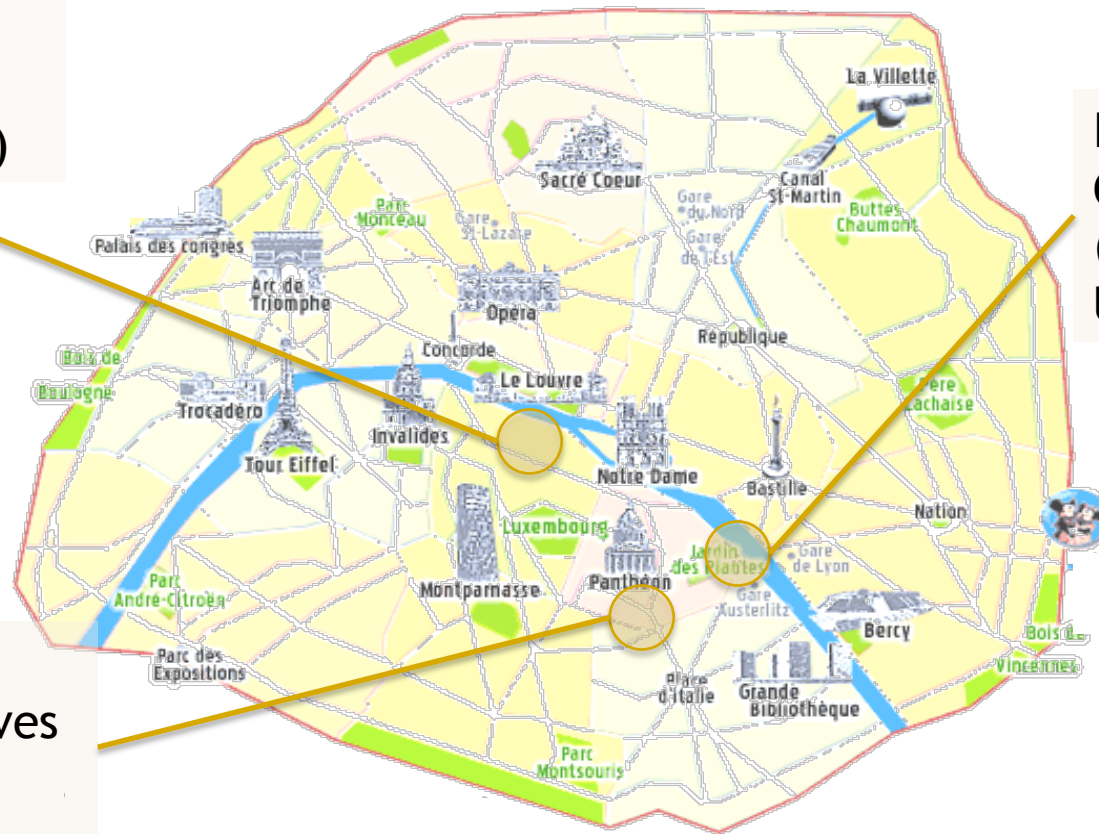 )
La Villette
Sacré Coeur
Canal
St-Martin
Gare
du Nord
Gare
de l'Est
Buttes
Chaumont
Parc
Monceau
Gare
St-Lazare
Palais des congrès
Arc de
Triomphe
Opéra
République
Concorde
Bois de
Boulogne
Le Louvre
Père
Lachaise
Trocadéro
Invalides
Tour Eiffel
Notre Dame
Bastille
Nation
Luxembourg
Jardin
des Plantes
Gare
de Lyon
Montparnasse
Panthéon
Gare
Austerlitz
Parc
André-Citroën
Bercy
Bois de
Vincennes
Parc des
Expositions
Place
d'Italie
Grande
Bibliothèque
ves
Parc
Montsouris